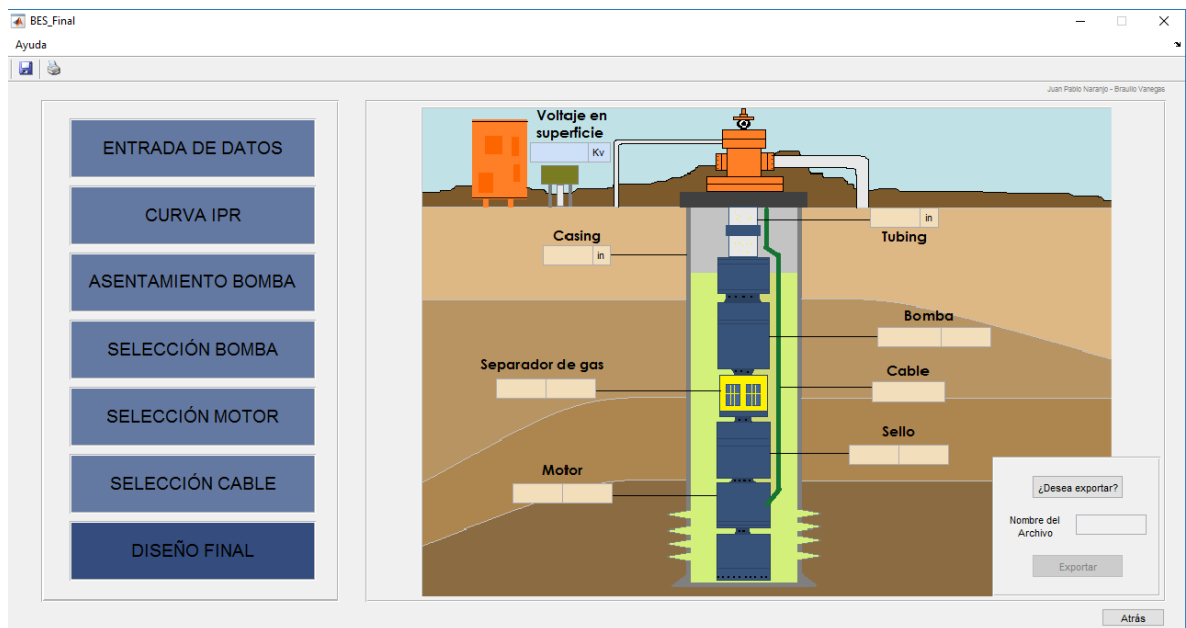 BES_Final
Ayuda
Juan Pablo Naranjo - Braulio Vanegas
ENTRADA DE DATOS
CURVA IPR
ASENTAMIENTO BOMBA
SELECCIÓN BOMBA
SELECCIÓN MOTOR
SELECCIÓN CABLE
DISEÑO FINAL
Voltaje en
superficie
Kv
in
Tubing
Casing
in
Bomba
Separador de gas
Cable
Sello
Motor
¿Desea exportar?
Nombre del
Archivo
Exportar
Atrás